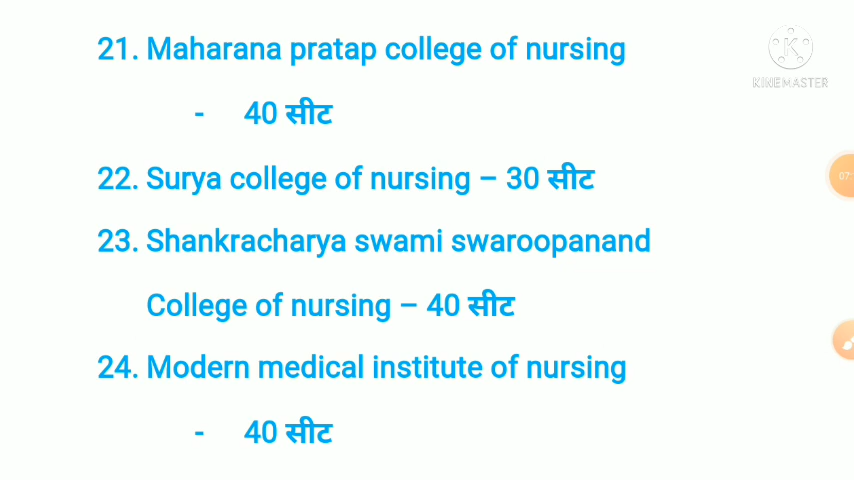 21. Maharana pratap college of nursing
- 40 सीट
22. Surya college of nursing – 30 सीट
23. Shankracharya swami swaroopanand
College of nursing – 40 सीट
24. Modern medical institute of nursing
- 40 सीट
K
KINEMASTER